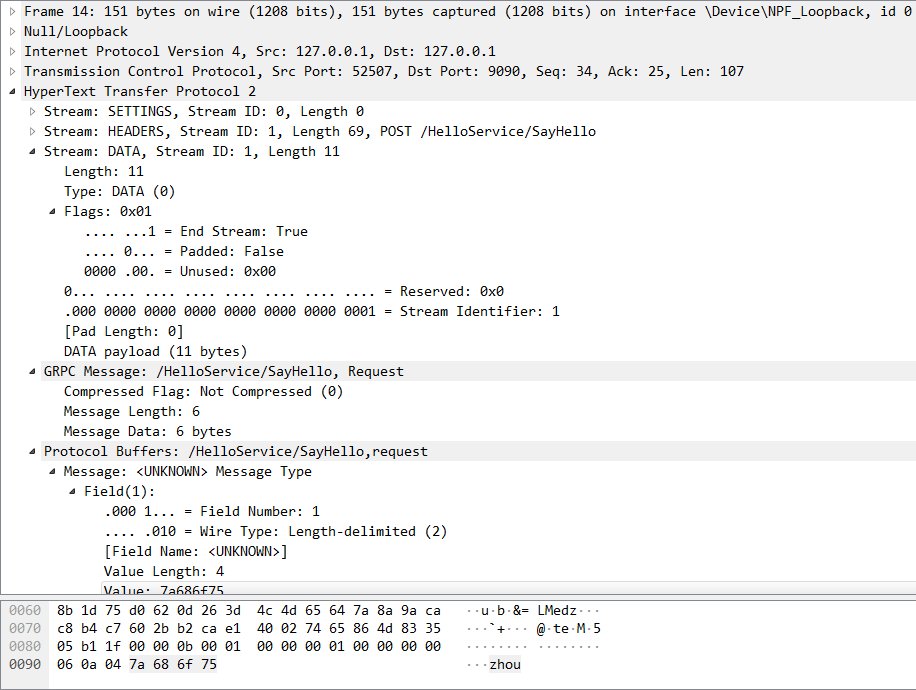 Frame 14: 151 bytes on wire (1208 bits), 151 bytes captured (1208 bits) on interface \Device\NPF_Loopback, id 0
Null/Loopback
Internet Protocol Version 4, Src: 127.0.0.1, Dst: 127.0.0.1
Transmission Control Protocol, Src Port: 52507, Dst Port: 9090, Seq: 34, Ack: 25, Len: 107
HyperText Transfer Protocol 2
Stream: SETTINGS, Stream ID: 0, Length 0
Stream: HEADERS, Stream ID: 1, Length 69, POST /HelloService/SayHello
Stream: DATA, Stream ID: 1, Length 11
Length: 11
Type: DATA (0)
Flags: 0x01
.... ...1 = End Stream: True
.... 0... = Padded: False
0000 .00. = Unused: 0x00
0... .... .... .... .... .... .... .... = Reserved: 0x0
.000 0000 0000 0000 0000 0000 0000 0001 = Stream Identifier: 1
[Pad Length: 0]
DATA payload (11 bytes)
GRPC Message: /HelloService/SayHello, Request
Compressed Flag: Not Compressed (0)
Message Length: 6
Message Data: 6 bytes
Protocol Buffers: /HelloService/SayHello,request
Message: <UNKNOWN> Message Type
Field(1):
.000 1... = Field Number: 1
.... .010 = Wire Type: Length-delimited (2)
[Field Name: <UNKNOWN>]
Value Length: 4
Value: 7a686f75
0060 8b 1d 75 d0 62 0d 26 3d 4c 4d 65 64 7a 8a 9a ca ··u·b·&= LMedz···
0070 c8 b4 c7 60 2b b2 ca e1 40 02 74 65 86 4d 83 35 ···`+··· @·te·M·5
0080 05 b1 1f 00 00 0b 00 01 00 00 00 01 00 00 00 00 ········ ········
0090 06 0a 04 7a 68 6f 75 ···zhou